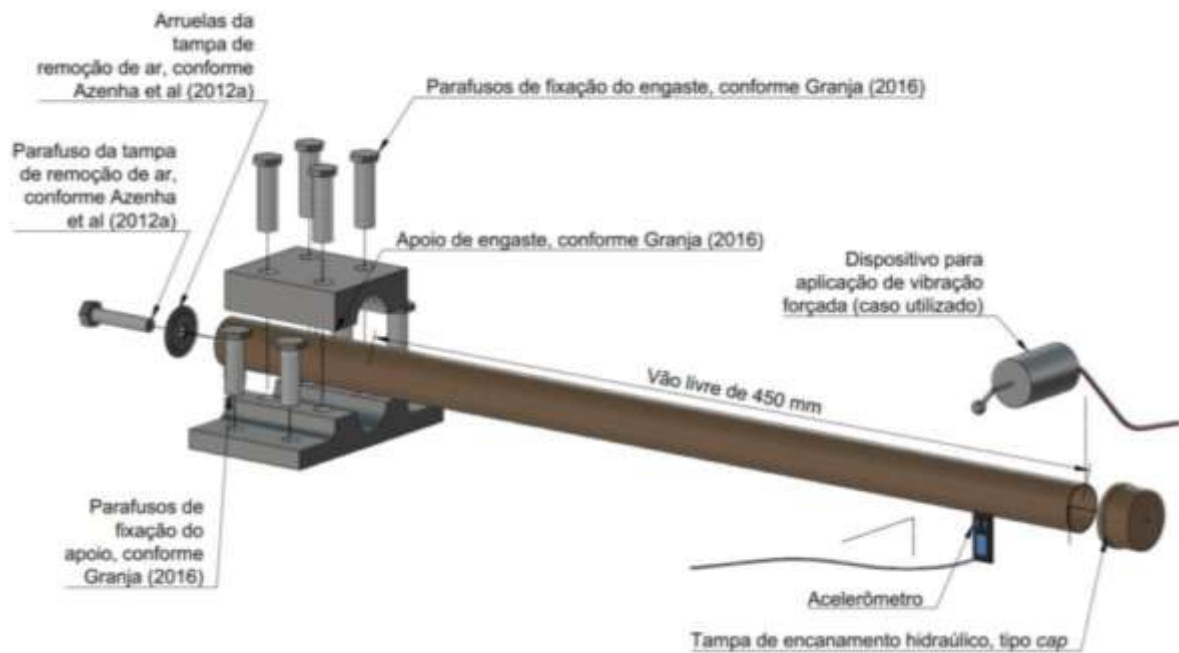 Arruelas da
tampa de
remoção de ar, conforme
Azenha et al (2012a)
Parafusos de fixação do engaste, conforme Granja (2016)
Parafuso da tampa
de remoção de ar,
conforme Azenha
et al (2012a)
Apoio de engaste, conforme Granja (2016)
Dispositivo para
aplicação de vibração
forçada (caso utilizado)
Vão livre de 450 mm
Parafusos de
fixação do
apoio, conforme
Granja (2016)
Acelerômetro
Tampa de encanamento hidraúlico, tipo cap